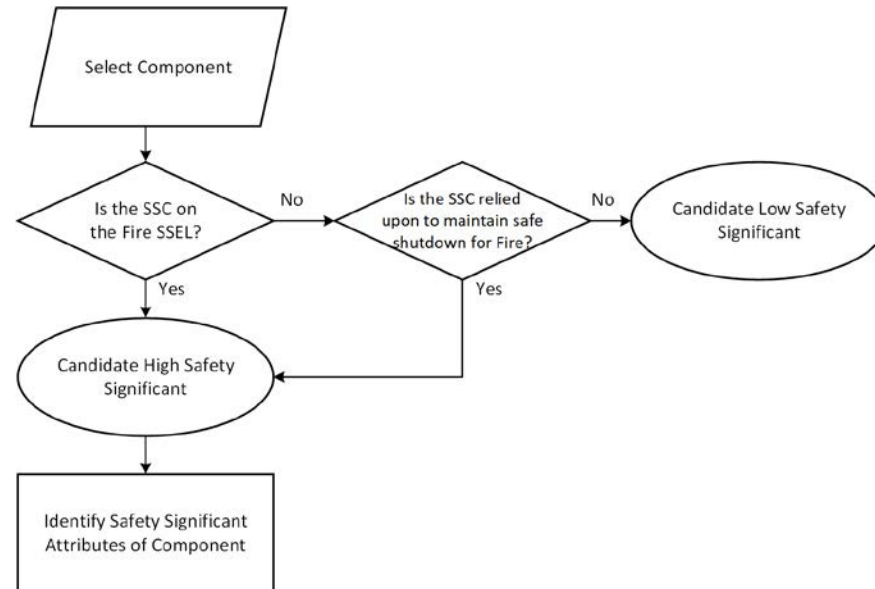 Select Component
Is the SSC on
the Fire SSEL?
No
Is the SSC relied
upon to maintain safe
shutdown for Fire?
No
Candidate Low Safety
Significant
Yes
Yes
Candidate High Safety
Significant
Identify Safety Significant
Attributes of Component